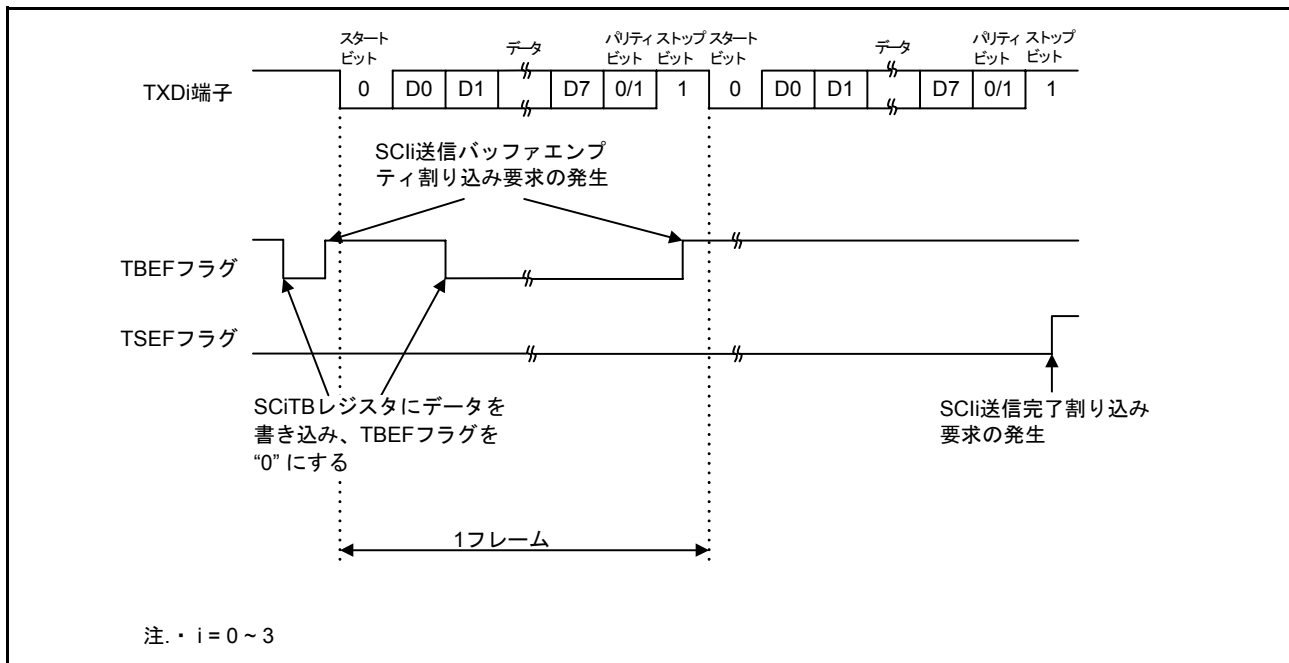 スタート
ビット
データ
パリティ
ビット
ストップ
ビット
スタート
ビット
データ
パリティ
ビット
ストップ
ビット
TXDi端子
0 D0 D1 D7 0/1 1 0 D0 D1 D7 0/1 1
SCIi送信バッファエンプ
ティ割り込み要求の発生
TBEFフラグ
TSEFフラグ
SCiTBレジスタにデータを
書き込み、TBEFフラグを
“0” にする
SCIi送信完了割り込み
要求の発生
1フレーム
注.・ i = 0 ~ 3